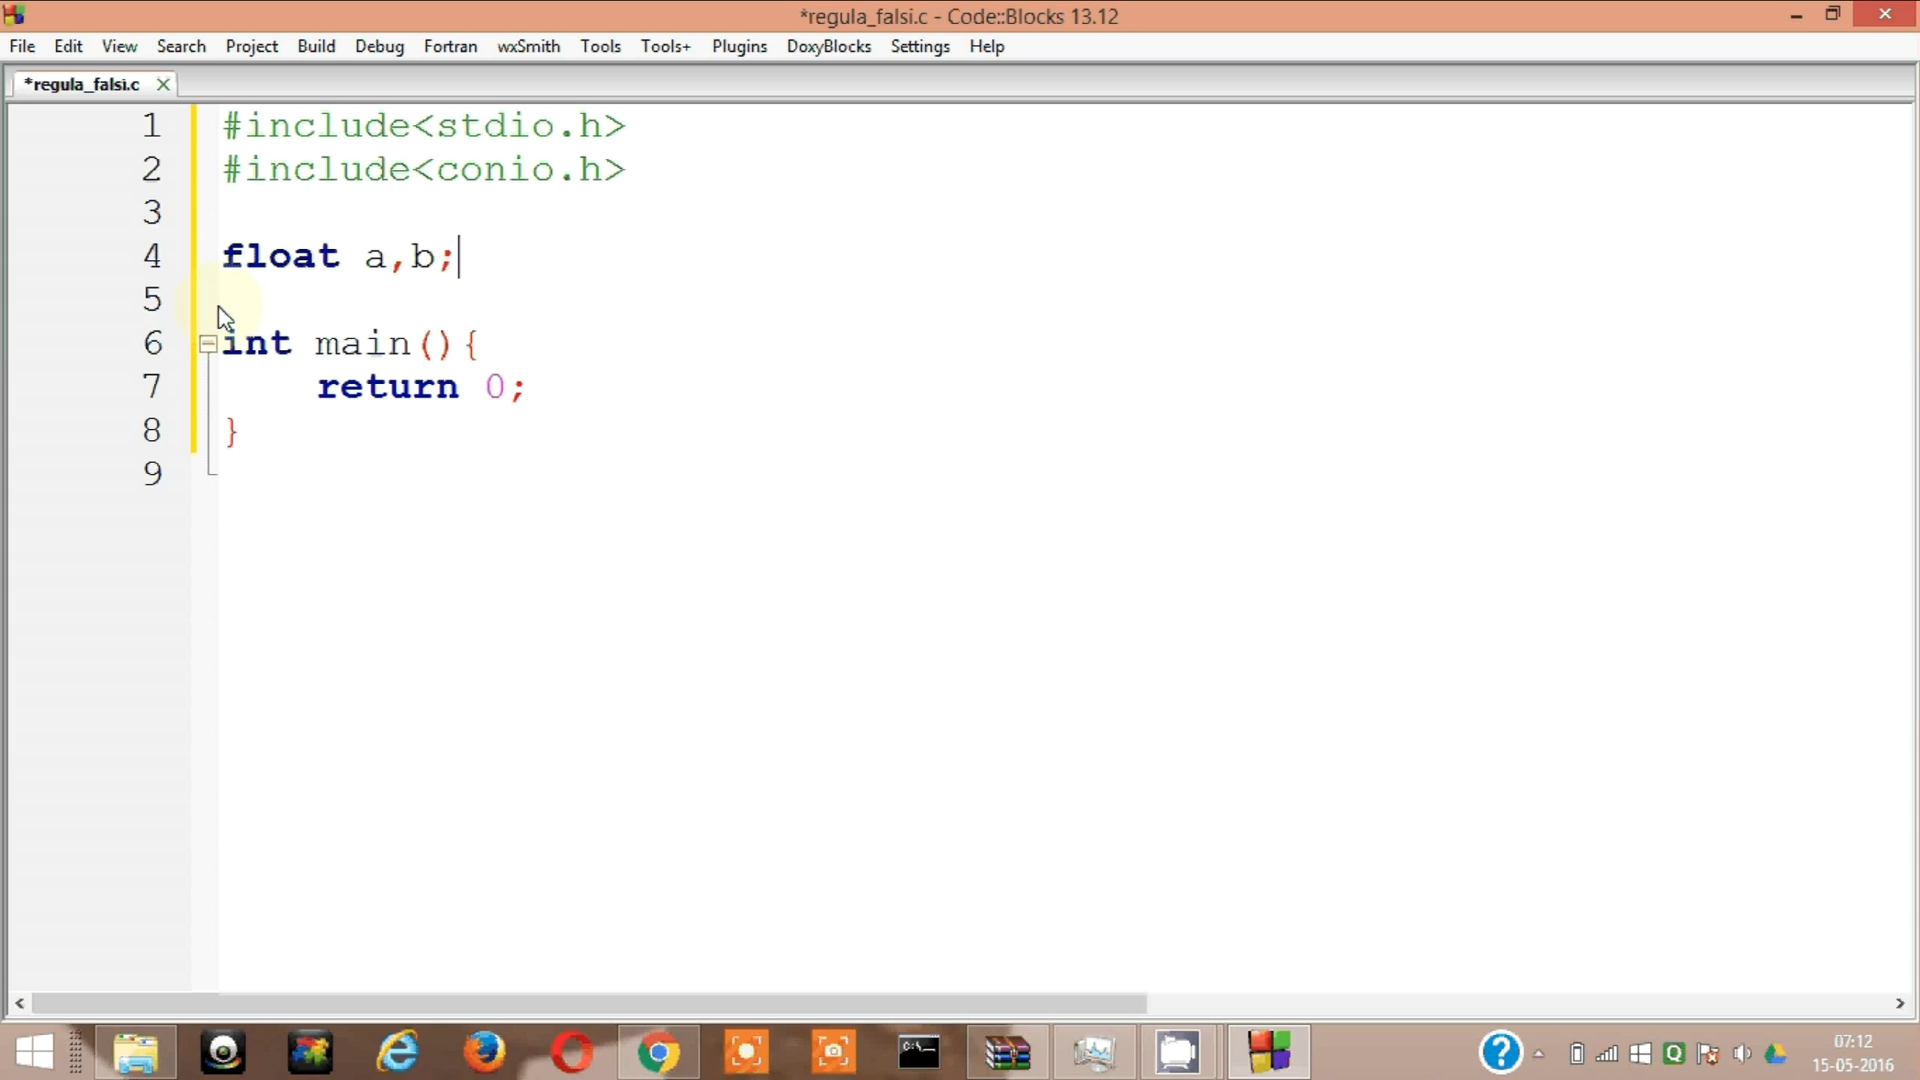 *regula_falsi.c - Code::Blocks 13.12
File Edit View Search Project Build Debug Fortran wxSmith Tools Tools+ Plugins DoxyBlocks Settings Help
*regula_falsi.c
1 #include<stdio.h>
2 #include<conio.h>
3
4 float a,b;
5
6 int main(){
7 return 0;
8 }
9
07:12
15-05-2016